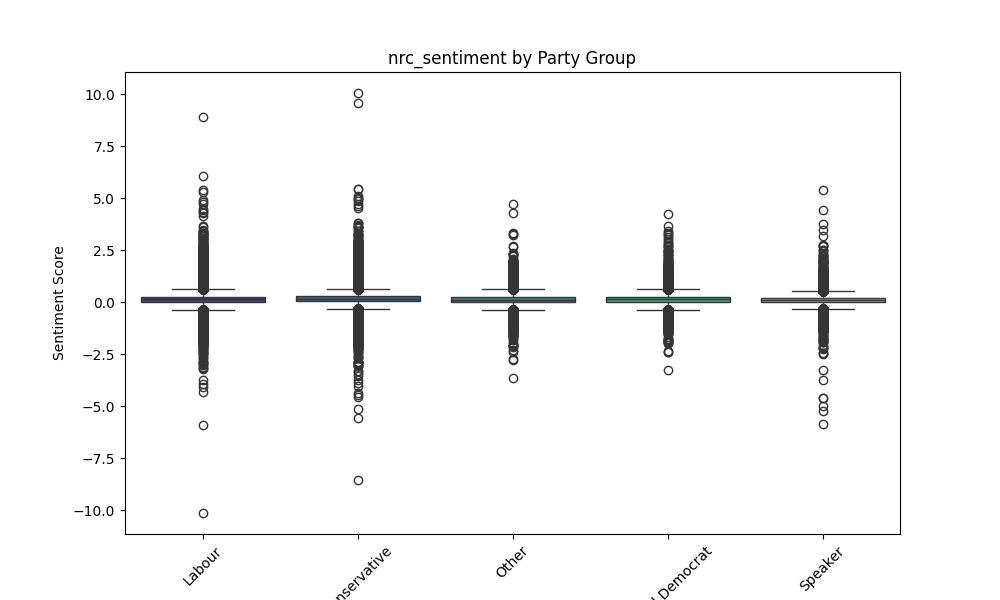 nrc_sentiment by Party Group
10.0
7.5
5.0
2.5
0.0
−2.5
−5.0
−7.5
−10.0
Sentiment Score
Labour
nservative
Other
l Democrat
Speaker